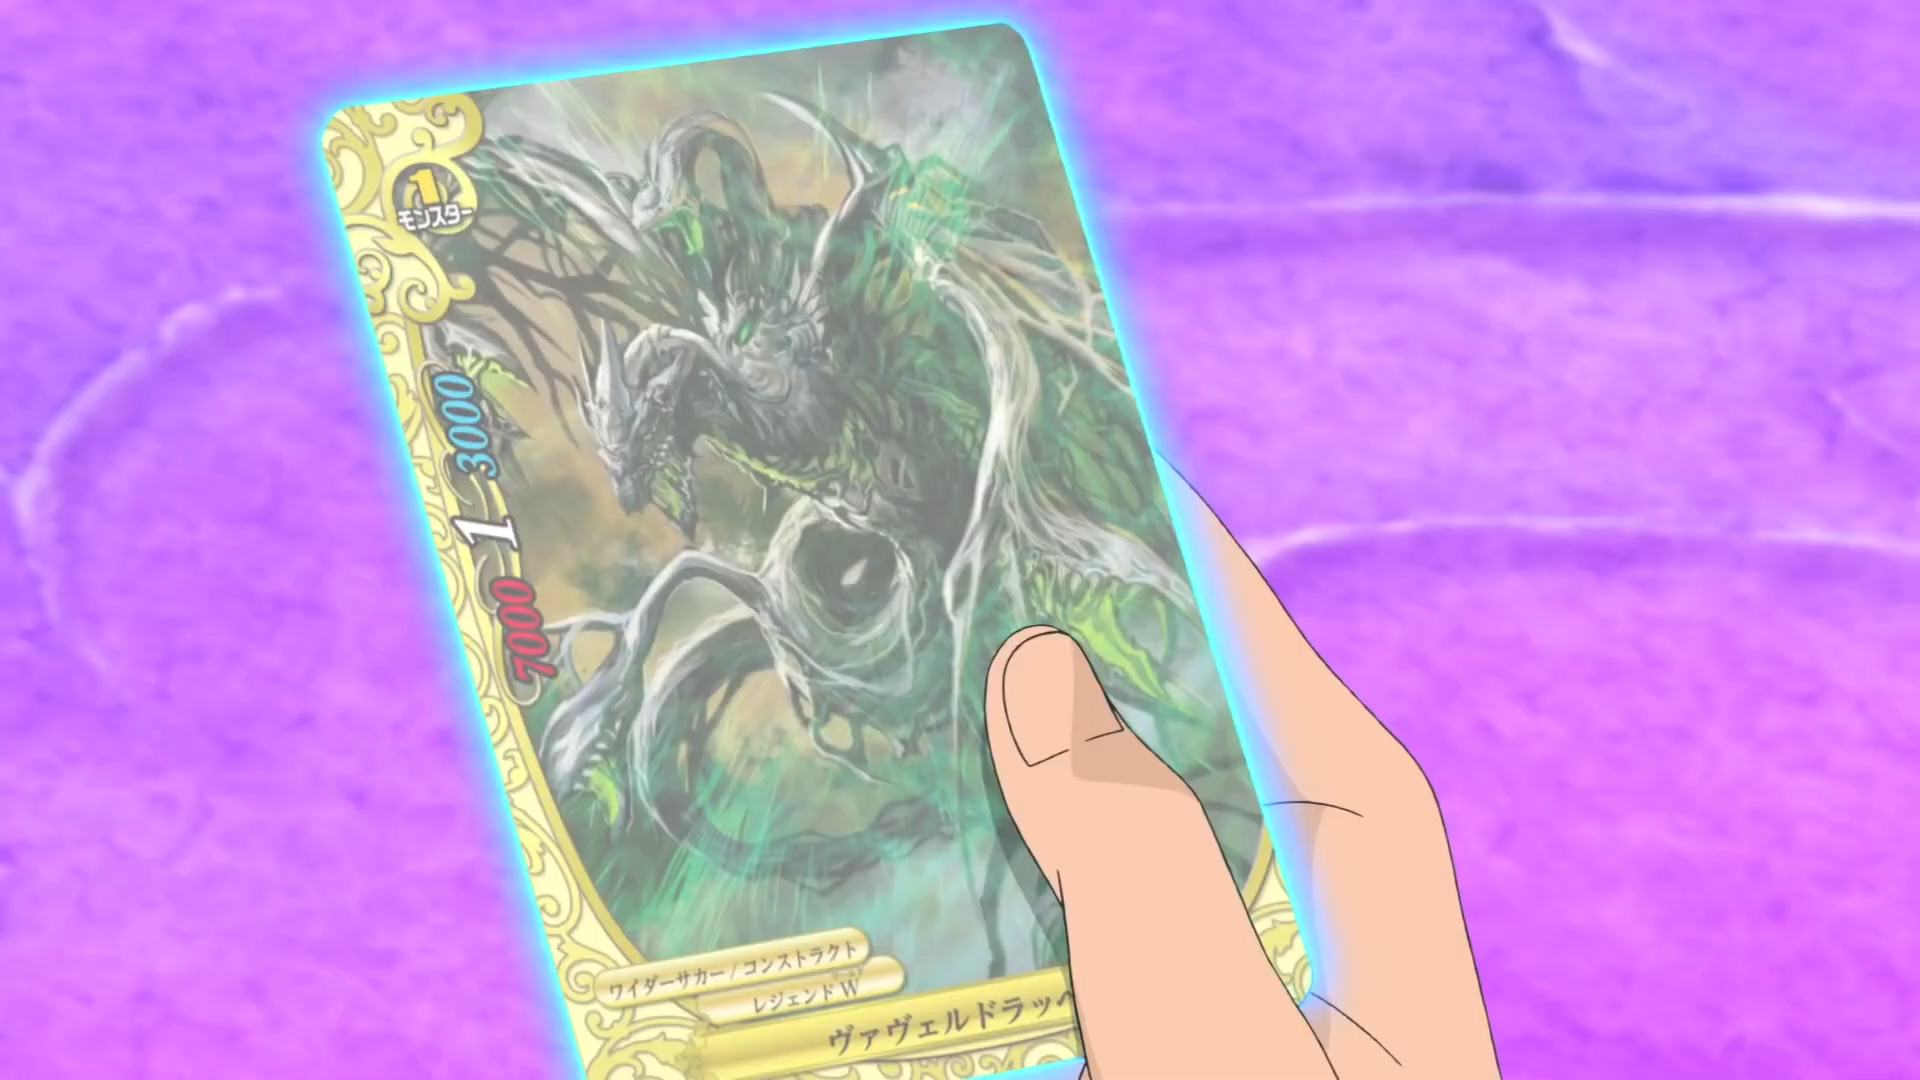 1
モンスター
3000
1
7000
ワイダーサカー/コンストラクト
レジェンドW
ヴァヴェルドラッヘ